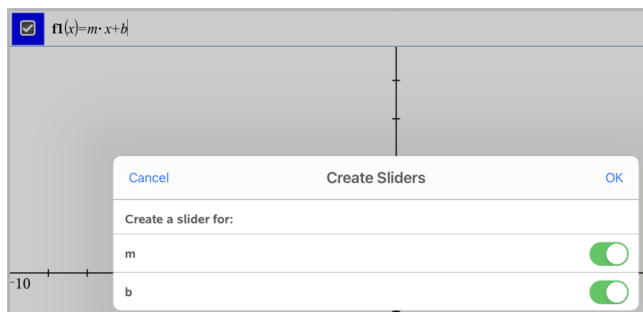 f1(x)=m·x+b
Cancel Create Sliders OK
Create a slider for:
m
-10
b